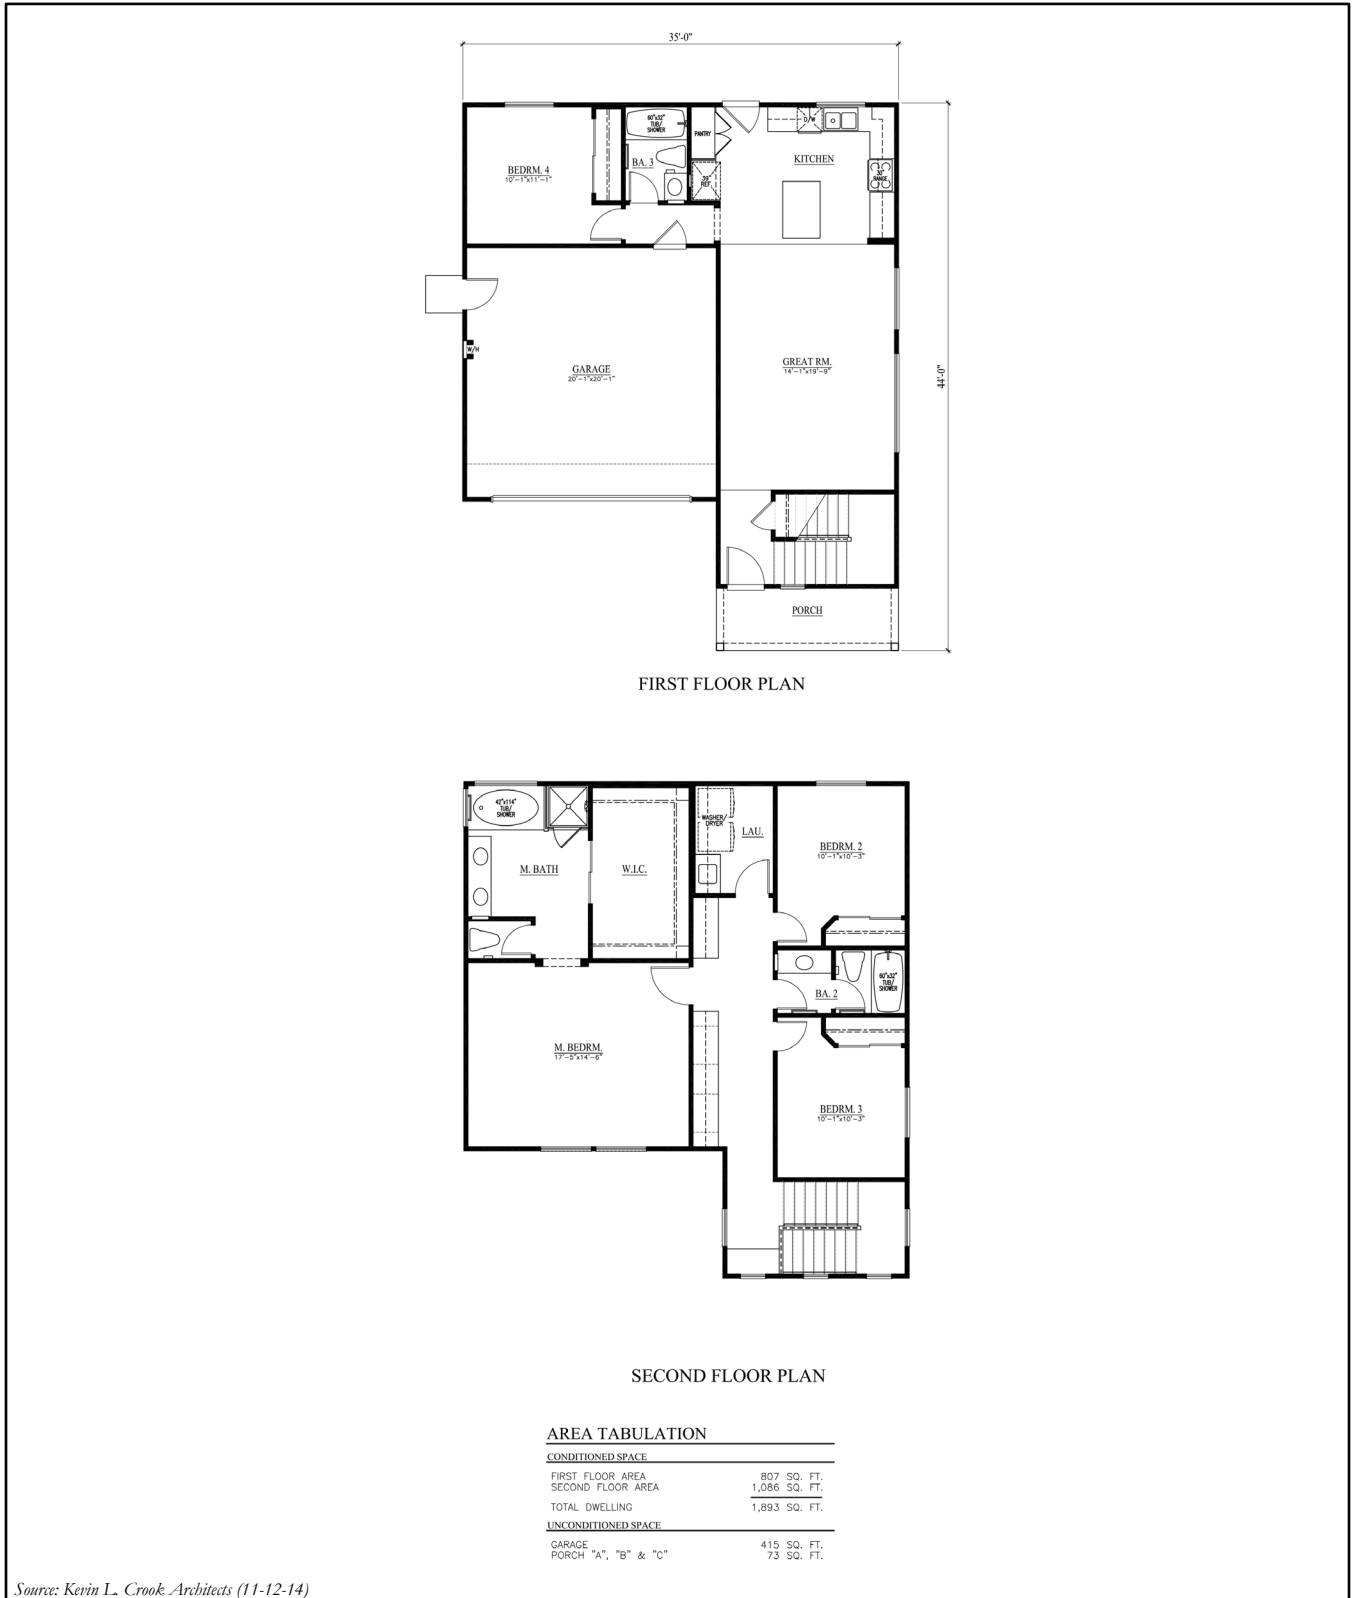 35'-0"
60"x32"
TUB/
SHOWER
D/W
PANTRY
KITCHEN
BA. 3
BEDRM. 4
10'-1"x11'-1"
39"
REF.
30"
RANGE
W/H
GARAGE
20'-1"x20'-1"
GREAT RM.
14'-1"x19'-9"
44'-0"
PORCH
FIRST FLOOR PLAN
42"x114"
TUB/
SHOWER
WASHER/
DRYER
LAU.
BEDRM. 2
10'-1"x10'-3"
M. BATH
W.I.C.
60"x32"
TUB/
SHOWER
BA. 2
M. BEDRM.
17'-5"x14'-6"
BEDRM. 3
10'-1"x10'-3"
SECOND FLOOR PLAN
AREA TABULATION
CONDITIONED SPACE
FIRST FLOOR AREA 807 SQ. FT.
SECOND FLOOR AREA 1,086 SQ. FT.
TOTAL DWELLING 1,893 SQ. FT.
UNCONDITIONED SPACE
GARAGE 415 SQ. FT.
PORCH "A", "B" & "C" 73 SQ. FT.
Source: Kevin L. Crook Architects (11-12-14)